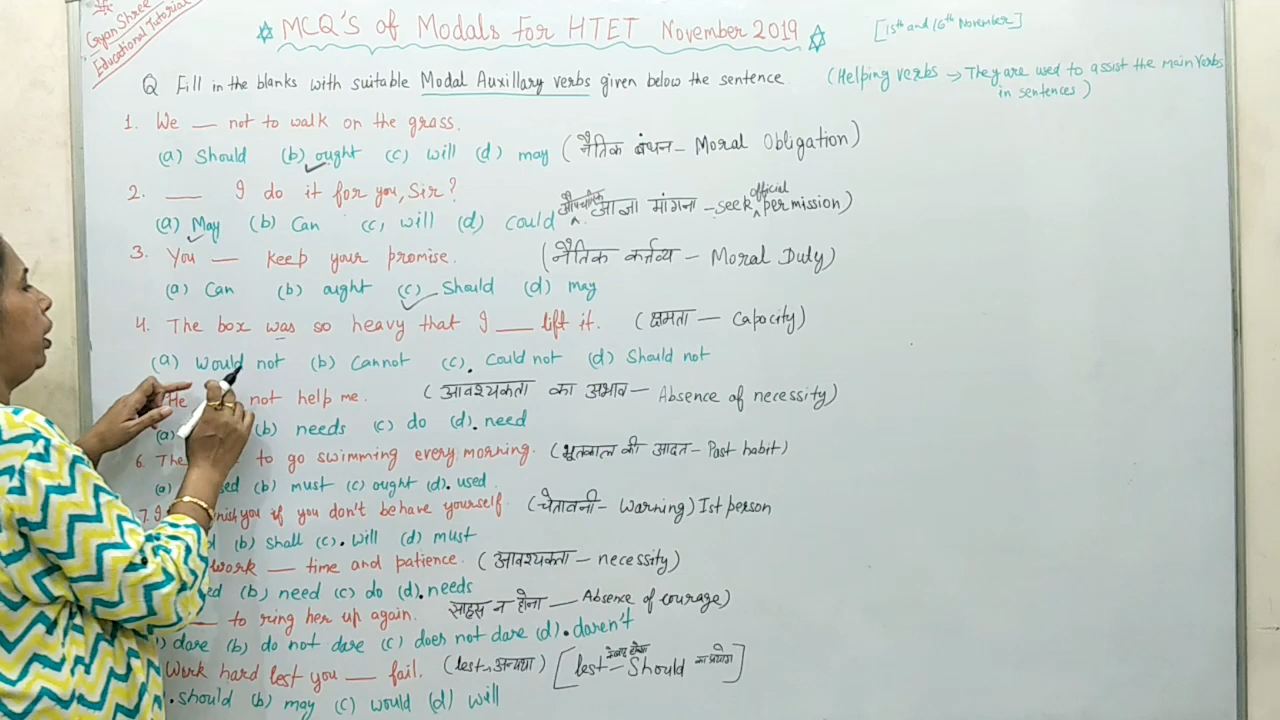 Gyan Shree
Educational Tutorial
MCQ'S of Modals For HTET November 2019
[15th and 16th November]
Q Fill in the blanks with suitable Modal Auxillary verbs given below the sentence.
(Helping verbs → They are used to assist the main verbs
in sentences)
1. We — not to walk on the grass.
(a) Should (b) ought (c) will (d) may (नैतिक बंधन - Moral Obligation)
2. — I do it for you, Sir?
(a) May (b) Can (c) will (d) Could औपचारिक आज्ञा मांगना - seek official permission)
3. You — keep your promise. (नैतिक कर्तव्य - Moral Duty)
(a) Can (b) aught (c) Should (d) may
4. The box was so heavy that I — lift it. (क्षमता — Capocity)
(a) would not (b) Cannot (c). Could not (d) Should not
He not help me. (आवश्यकता का अभाव - Absence of necessity)
(a) (b) needs (c) do (d). need
6. The to go swimming every morning. (भूतकाल की आदत - Past habit)
(a) (b) must (c) ought (d). used
7. I you if you don't behave yourself. (चेतावनी - Warning) Ist person
(b) Shall (c). will (d) must
work — time and patience. (आवश्यकता - necessity)
(b) need (c) do (d). needs
— to ring her up again. साहस न होना — Absence of courage)
dare (b) do not dare (c) does not dare (d). daren't
Work hard lest you — fail. (lest → अन्यथा) [lest - Should का प्रयोग]
. should (b) may (c) would (d) will